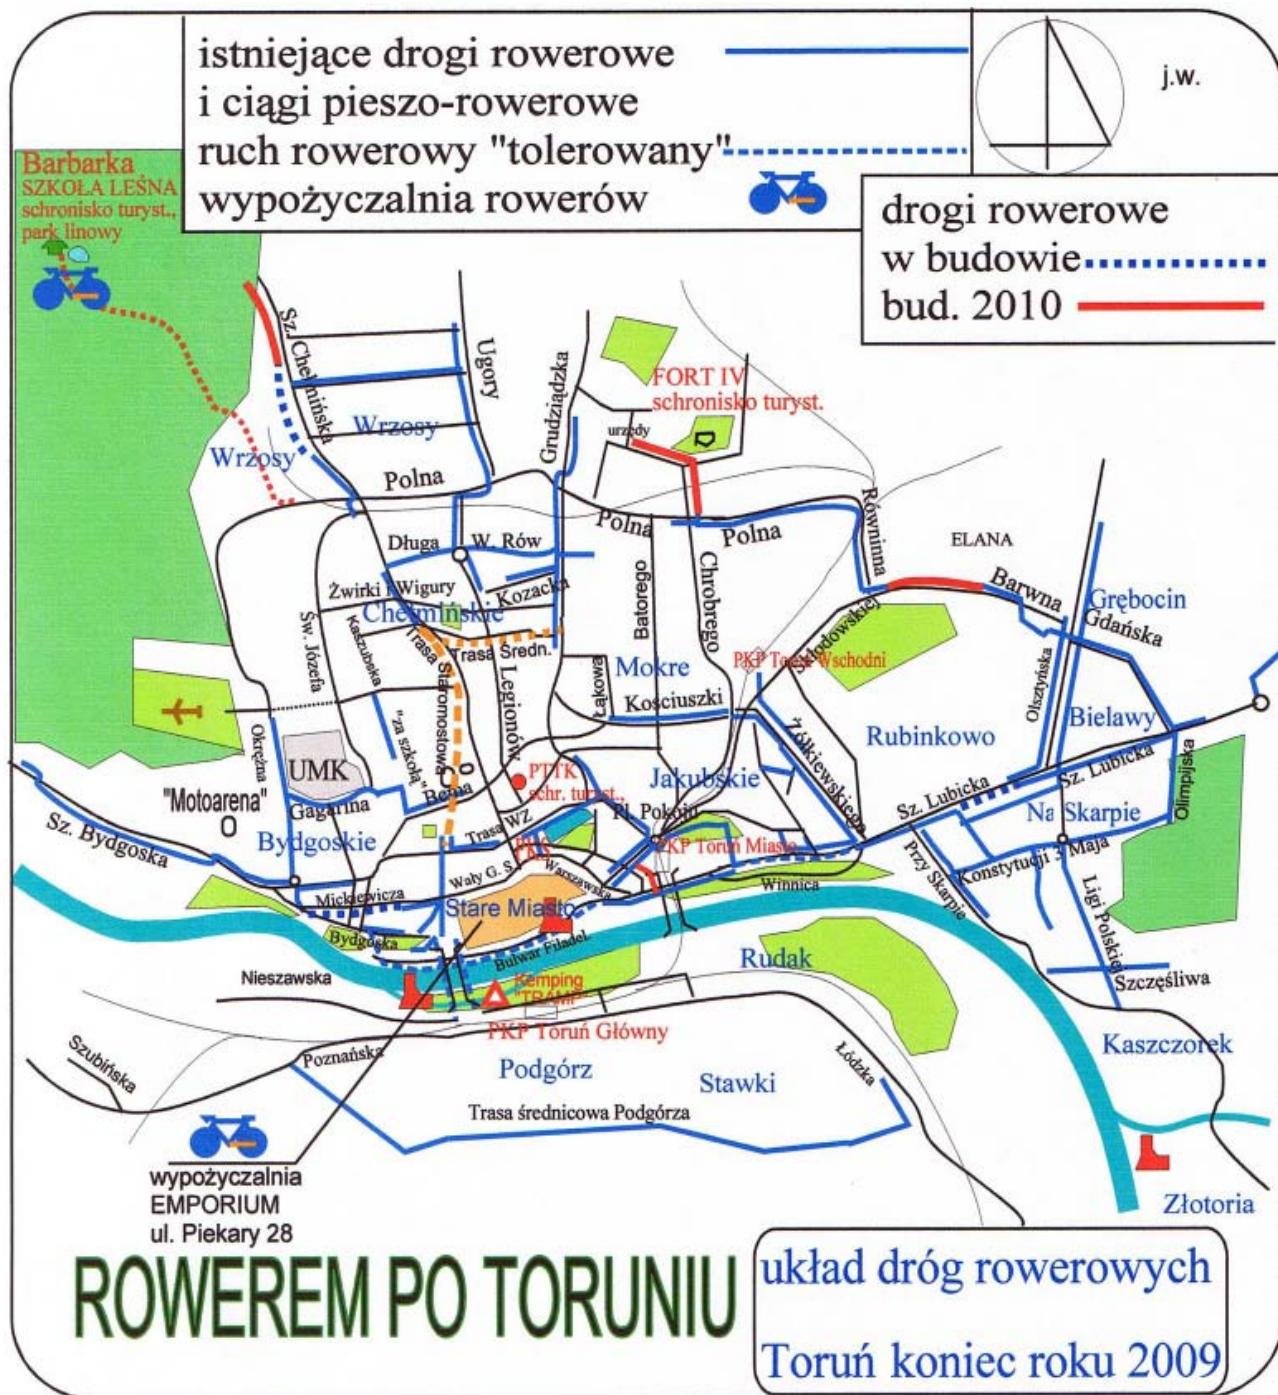 istniejące drogi rowerowe
i ciągi pieszo-rowerowe
ruch rowerowy "tolerowany"
wypożyczalnia rowerów
j.w.
drogi rowerowe
w budowie
bud. 2010
Barbarka
SZKOŁA LEŚNA
schronisko turyst.,
park linowy
Sz. Chełmińska
Ugory
Grudziądzka
FORT IV
schronisko turyst.
urzędy
Wrzosy
Wrzosy
Polna
Polna
Polna
Równinna
ELANA
Barwna
Grębocin
Gdańska
Długa
W. Rów
Żwirki i Wigury
Kozacka
Chełmińskie
Trasa Średn.
Trasa Staromostowa
Św. Józefa
Kaszubska
Legionów
Batorego
Chrobrego
Łąkowa
Mokre
Kościuszki
PKP Toruń Wschodni
Skłodowskiej
Żółkiewskiego
Rubinkowo
Olsztyńska
Bielawy
Sz. Lubicka
Sz. Lubicka
Olimpijska
Okrężna
"za szkołą"
UMK
"Motoarena"
Gagarina
Bema
PTTK
schr. turyst.,
Jakubskie
Pl. Pokoju
Trasa WZ
PKS
PKP Toruń Miasto
Sz. Bydgoska
Bydgoskie
Na Skarpie
Przy Skarpie
Konstytucji 3 Maja
Ligi Polskiej
Mickiewicza
Wały G. S.
Warszawska
Winnica
Stare Miasto
Bydgoska
Bulwar Filadel.
Rudak
Nieszawska
Kemping
"TRAMP"
Szczęśliwa
PKP Toruń Główny
Kaszczorek
Szubińska
Poznańska
Podgórz
Stawki
Łódzka
Trasa średnicowa Podgórza
wypożyczalnia
EMPORIUM
ul. Piekary 28
Złotoria
ROWEREM PO TORUNIU
układ dróg rowerowych
Toruń koniec roku 2009